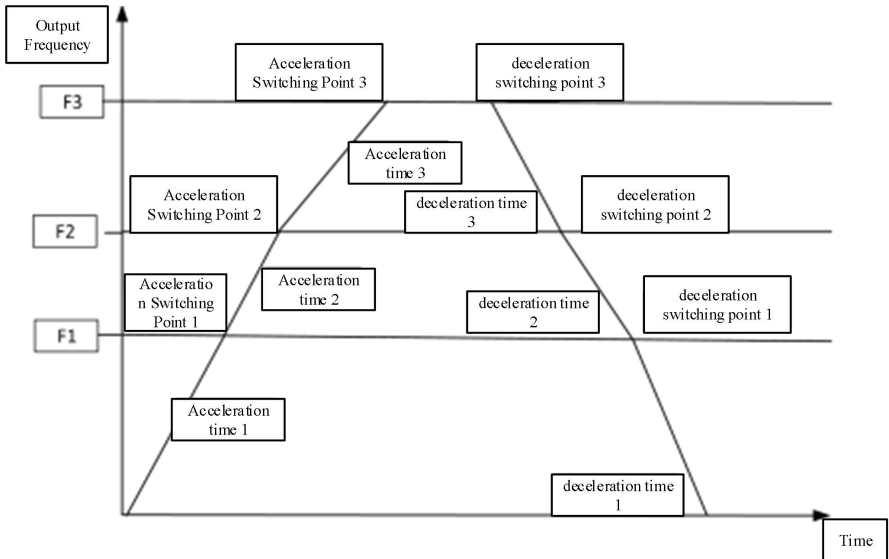 Output
Frequency
Acceleration
Switching Point 3
deceleration
switching point 3
F3
Acceleration
time 3
Acceleration
Switching Point 2
deceleration time
3
deceleration
switching point 2
F2
Acceleratio
n Switching
Point 1
Acceleration
time 2
deceleration time
2
deceleration
switching point 1
F1
Acceleration
time 1
deceleration time
1
Time